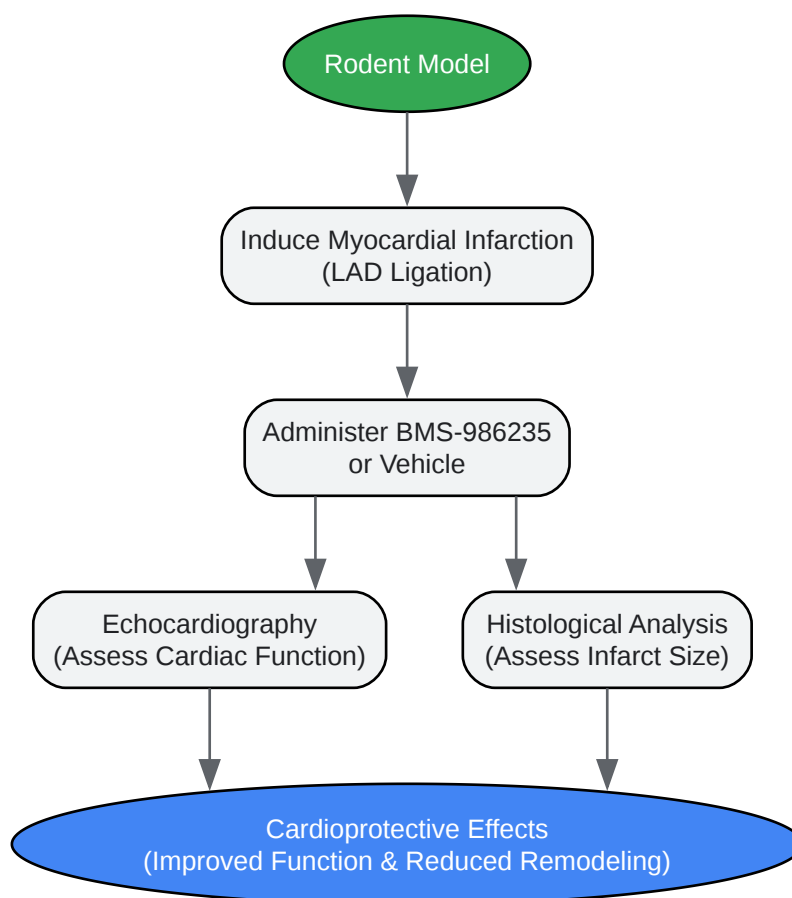 Rodent Model
Induce Myocardial Infarction
(LAD Ligation)
Administer BMS-986235
or Vehicle
Echocardiography
(Assess Cardiac Function)
Histological Analysis
(Assess Infarct Size)
Cardioprotective Effects
(Improved Function & Reduced Remodeling)